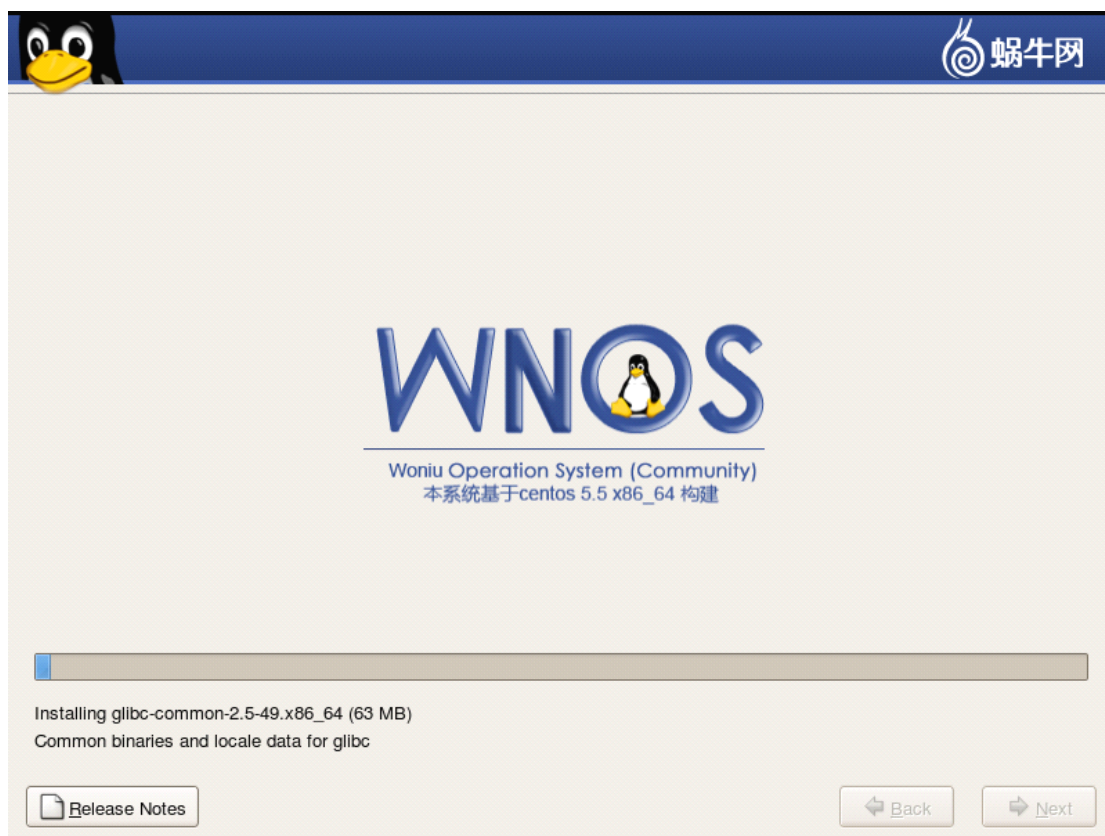 蜗牛网
WNOS
Woniu Operation System (Community)
本系统基于centos 5.5 x86_64 构建
Installing glibc-common-2.5-49.x86_64 (63 MB)
Common binaries and locale data for glibc
Release Notes
Back
Next